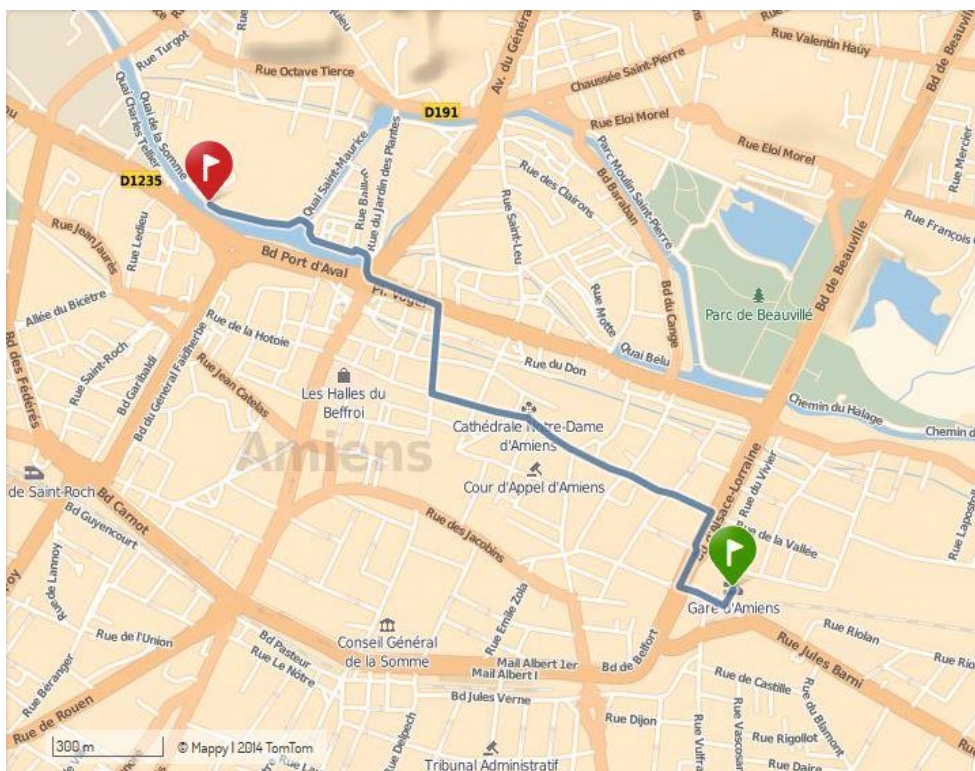 Rue Turgot
Rue Octave Tierce
Av. du Général
Chaussée Saint-Pierre
Rue Valentin Haüy
Bd de Beauville
D191
Rue Eloi Morel
Rue Eloi Morel
Rue Mercier
Quai de la Somme
Quai Charles Tellier
D1235
Quai Saint-Maurice
Rue du Jardin des Plantes
Parc Moulin Saint-Pierre
Bd Baraban
Rue des Clairons
Rue Saint-Leu
Rue François
Rue Ledieu
Rue Jean Jaurès
Bd Port d'Aval
Bd de Beauvillé
Parc de Beauvillé
Bd du Cange
Rue Motte
Quai Bélu
Allée du Bicêtre
Rue Saint-Roch
Bd Garibaldi
Bd du Général Faidherbe
Rue de la Hotoie
Rue Jean Catelas
Rue du Don
Chemin du Halage
Chemin d
Bd des Fédérés
Les Halles du
Beffroi
Cathédrale Notre-Dame
d'Amiens
Amiens
Cour d'Appel d'Amiens
de Saint-Roch
Bd Carnot
Bd Guyencourt
Rue des Jacobins
Rue du Vivier
Rue de la Vallée
Rue de Lannoy
Gare d'Amiens
Rue Emile Zola
Conseil Général
de la Somme
Rue de l'Union
Bd Pasteur
Rue Le Nôtre
Mail Albert 1er
Mail Albert I
Bd de Belfort
Rue Jules Barni
Rue Riolan
Rue Béranger
Bd Jules Verne
Rue de Castille
Rue du Blamont
Rue de Rouen
Rue Delpech
Rue Dijon
Rue Rigollot
Rue Daire
300 m
© Mappy | 2014 TomTom
Tribunal Administratif